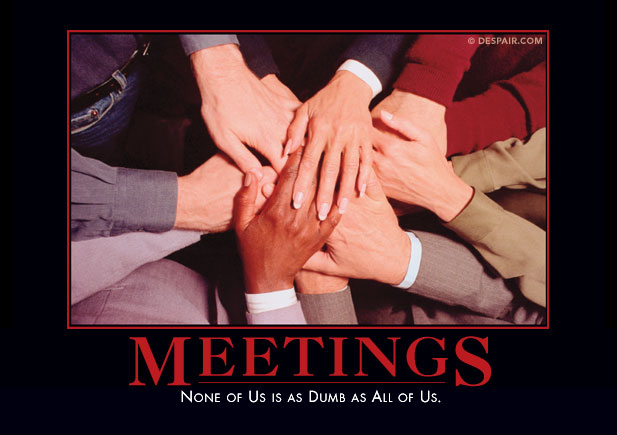 © DESPAIR.COM
MEETINGS
NONE OF US IS AS DUMB AS ALL OF US.